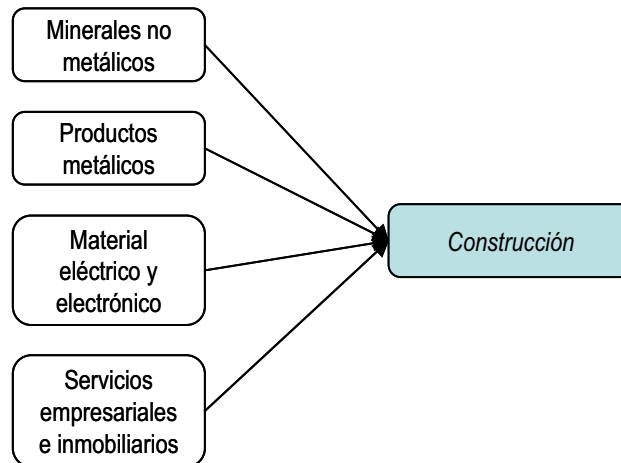 Minerales no
metálicos
Productos
metálicos
Material
eléctrico y
electrónico
Servicios
empresariales
e inmobiliarios
Construcción